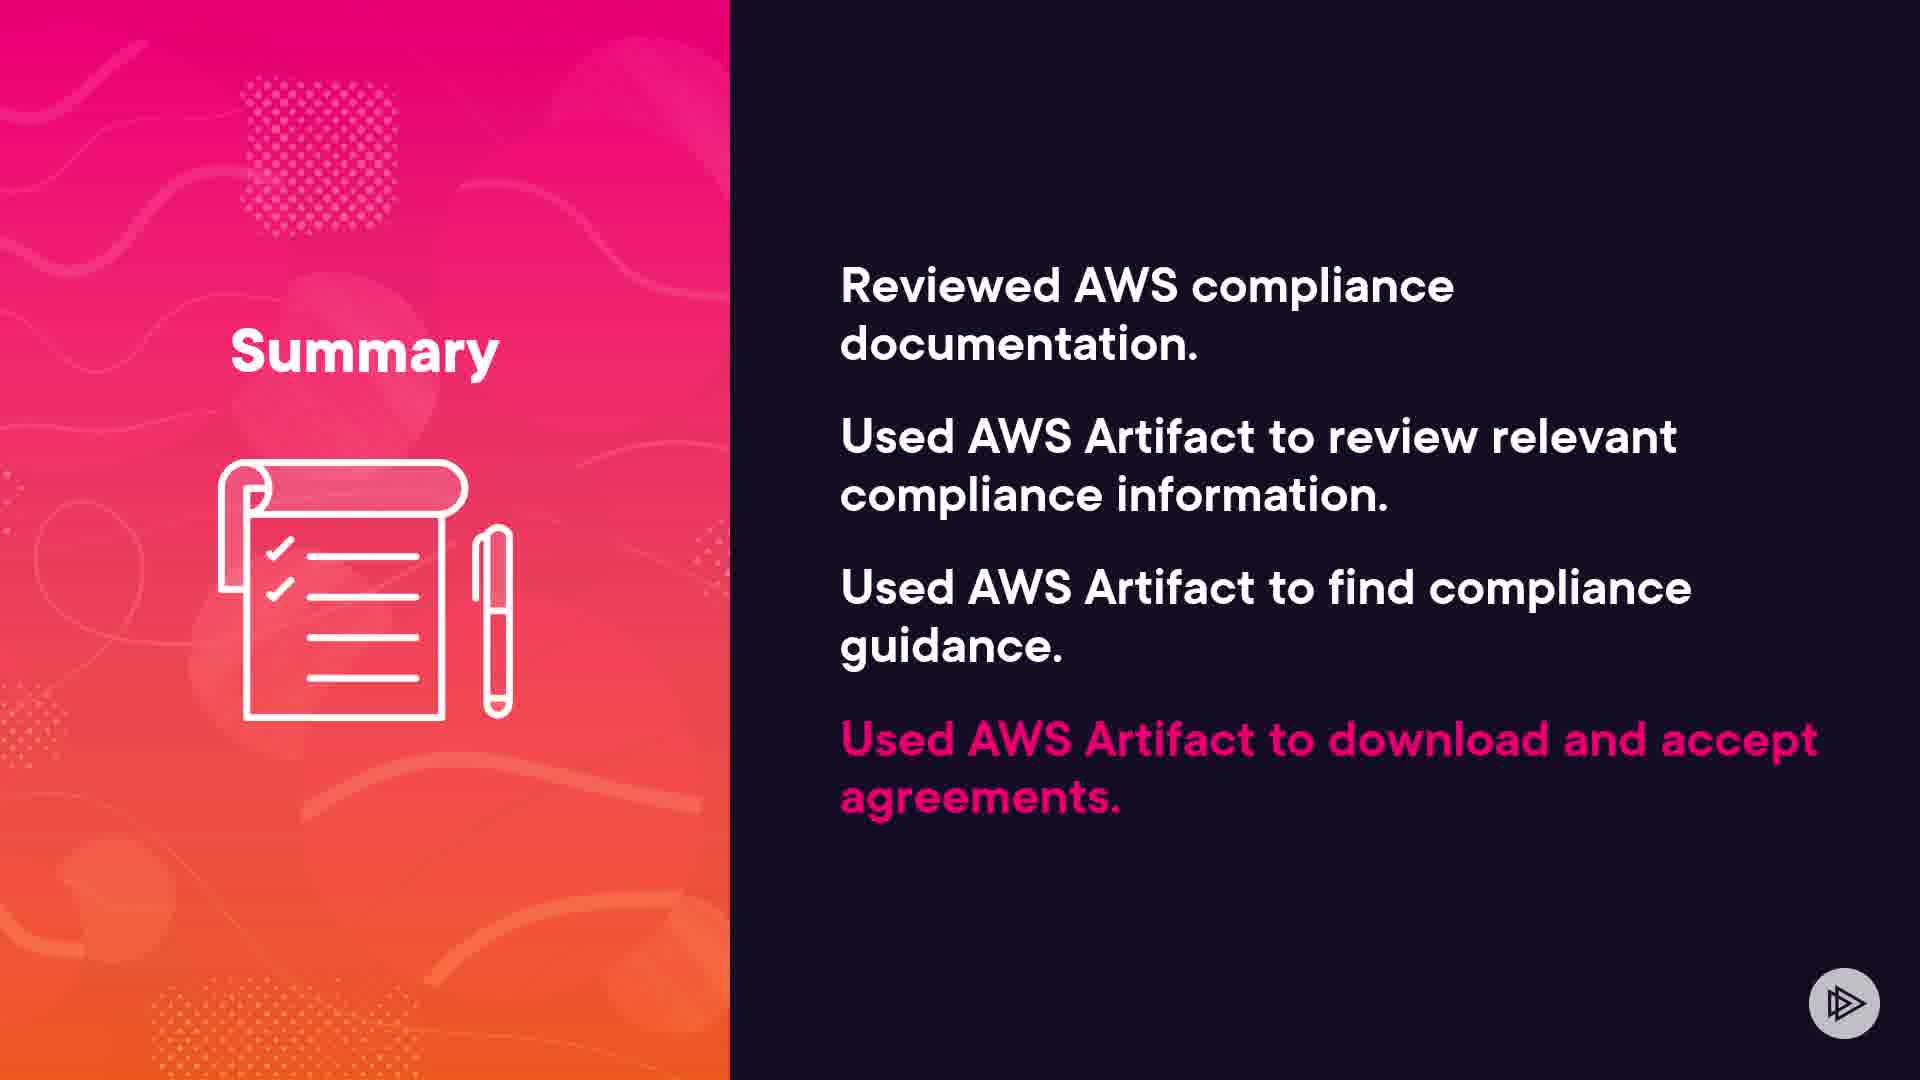 Summary
Reviewed AWS compliance
documentation.
Used AWS Artifact to review relevant
compliance information.
Used AWS Artifact to find compliance
guidance.
Used AWS Artifact to download and accept
agreements.